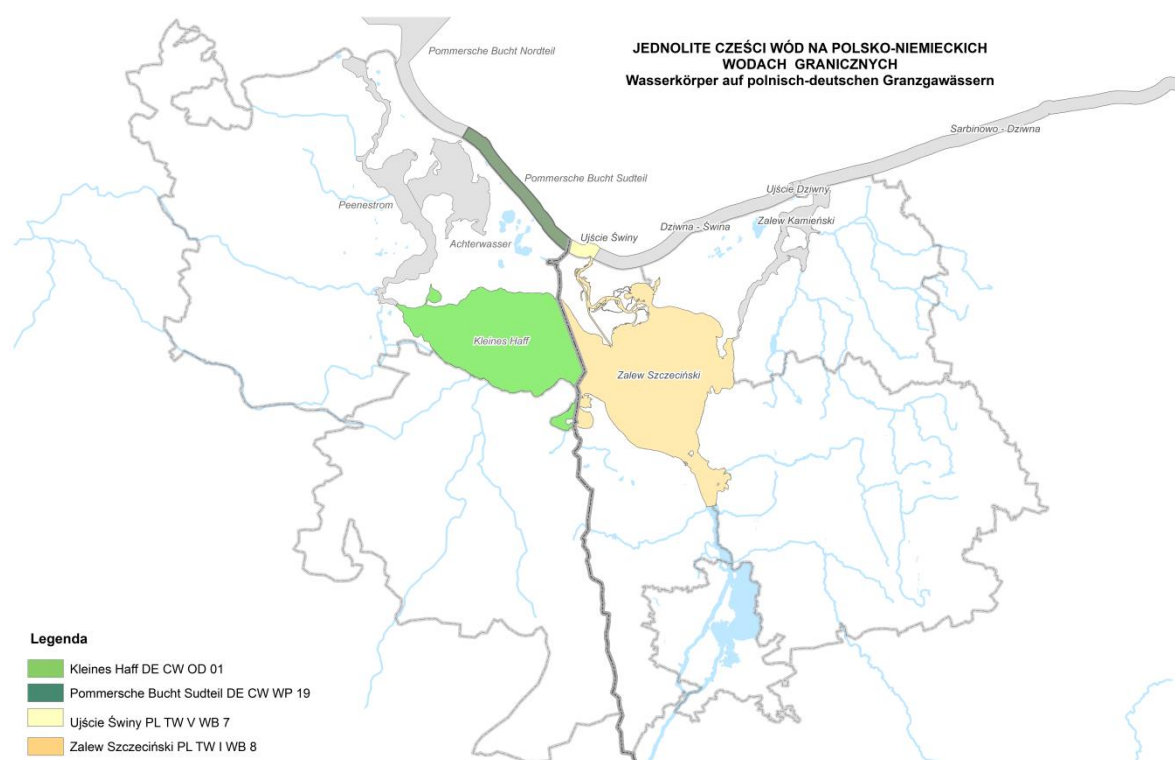 JEDNOLITE CZEŚCI WÓD NA POLSKO-NIEMIECKICH
WODACH GRANICZNYCH
Wasserkörper auf polnisch-deutschen Granzgawässern
Pommersche Bucht Nordteil
Sarbinowo - Dziwna
Pommersche Bucht Sudteil
Ujście Dziwny
Peenestrom
Zalew Kamieński
Dziwna - Świna
Ujście Świny
Achterwasser
Kleines Haff
Zalew Szczeciński
Legenda
Kleines Haff DE CW OD 01
Pommersche Bucht Sudteil DE CW WP 19
Ujście Świny PL TW V WB 7
Zalew Szczeciński PL TW I WB 8